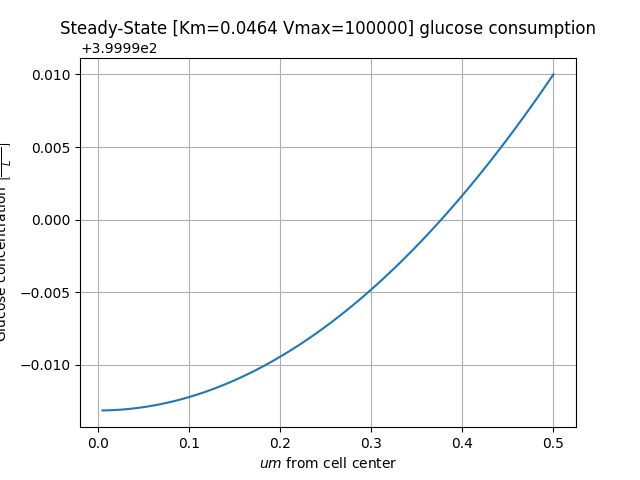 Steady-State [Km=0.0464 Vmax=100000] glucose consumption
+3.9999e2
0.010
0.005
0.000
−0.005
−0.010
Glucose concentration
0.0 0.1 0.2 0.3 0.4 0.5
um from cell center